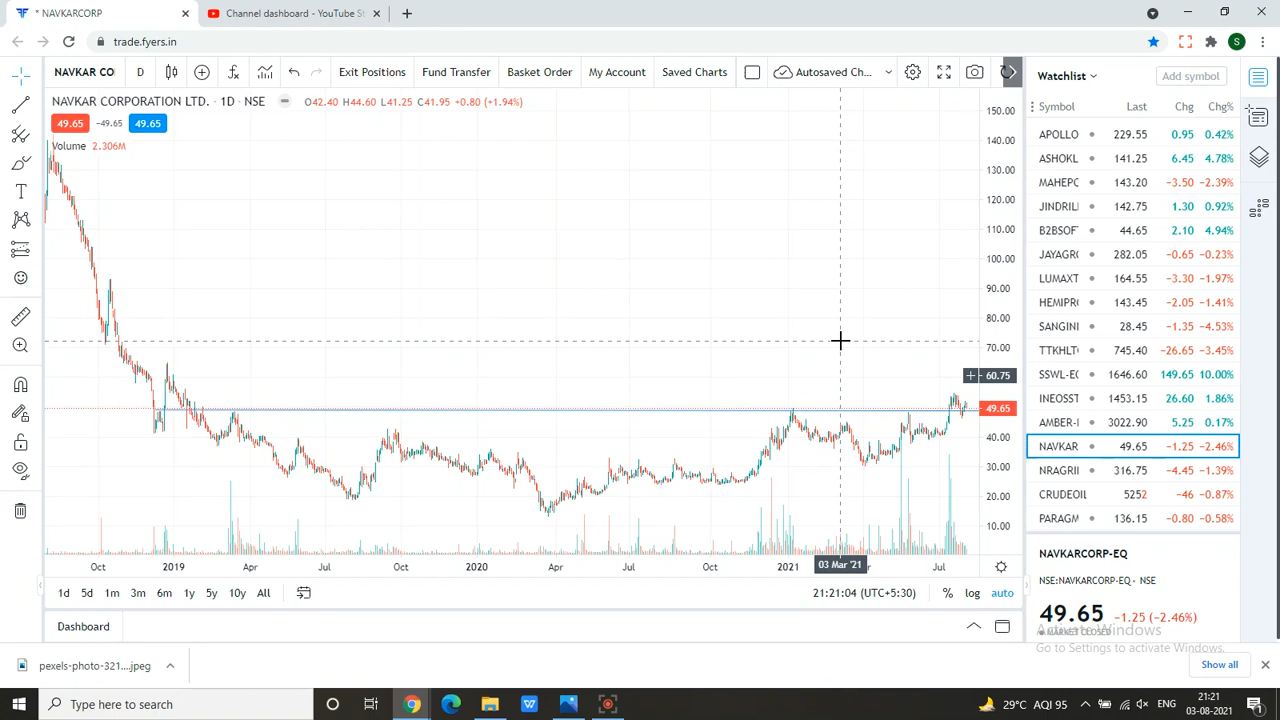 * NAVKARCORP
Channel dashboard - YouTube St
trade.fyers.in
S
NAVKAR CO
D
Exit Positions
Fund Transfer
Basket Order
My Account
Saved Charts
Autosaved Cha...
Watchlist
Add symbol
NAVKAR CORPORATION LTD. · 1D · NSE
O42.40 H44.60 L41.25 C41.95 +0.80 (+1.94%)
49.65
−49.65
49.65
Volume 2.306M
Symbol Last Chg Chg%
APOLLO 229.55 0.95 0.42%
ASHOKL 141.25 6.45 4.78%
MAHEPC 143.20 −3.50 −2.39%
JINDRIL 142.75 1.30 0.92%
B2BSOF 44.65 2.10 4.94%
JAYAGR 282.05 −0.65 −0.23%
LUMAXT 164.55 −3.30 −1.97%
HEMIPR 143.45 −2.05 −1.41%
SANGINI 28.45 −1.35 −4.53%
TTKHLT 745.40 −26.65 −3.45%
SSWL-E 1646.60 149.65 10.00%
INEOSST 1453.15 26.60 1.86%
AMBER-I 3022.90 5.25 0.17%
NAVKAR 49.65 −1.25 −2.46%
NRAGRI 316.75 −4.45 −1.39%
CRUDEOIL 5252 −46 −0.87%
PARAGM 136.15 −0.80 −0.58%
150.00
140.00
130.00
120.00
110.00
100.00
90.00
80.00
70.00
60.75
49.65
40.00
30.00
20.00
10.00
Oct 2019 Apr Jul Oct 2020 Apr Jul Oct 2021 03 Mar '21 Jul
1d 5d 1m 3m 6m 1y 5y 10y All
21:21:04 (UTC+5:30)
% log auto
NAVKARCORP-EQ
NSE:NAVKARCORP-EQ · NSE
49.65 −1.25 (−2.46%)
MARKET CLOSED
Activate Windows
Go to Settings to activate Windows.
Dashboard
pexels-photo-321....jpeg
Show all
Type here to search
29°C AQI 95
ENG
21:21
03-08-2021